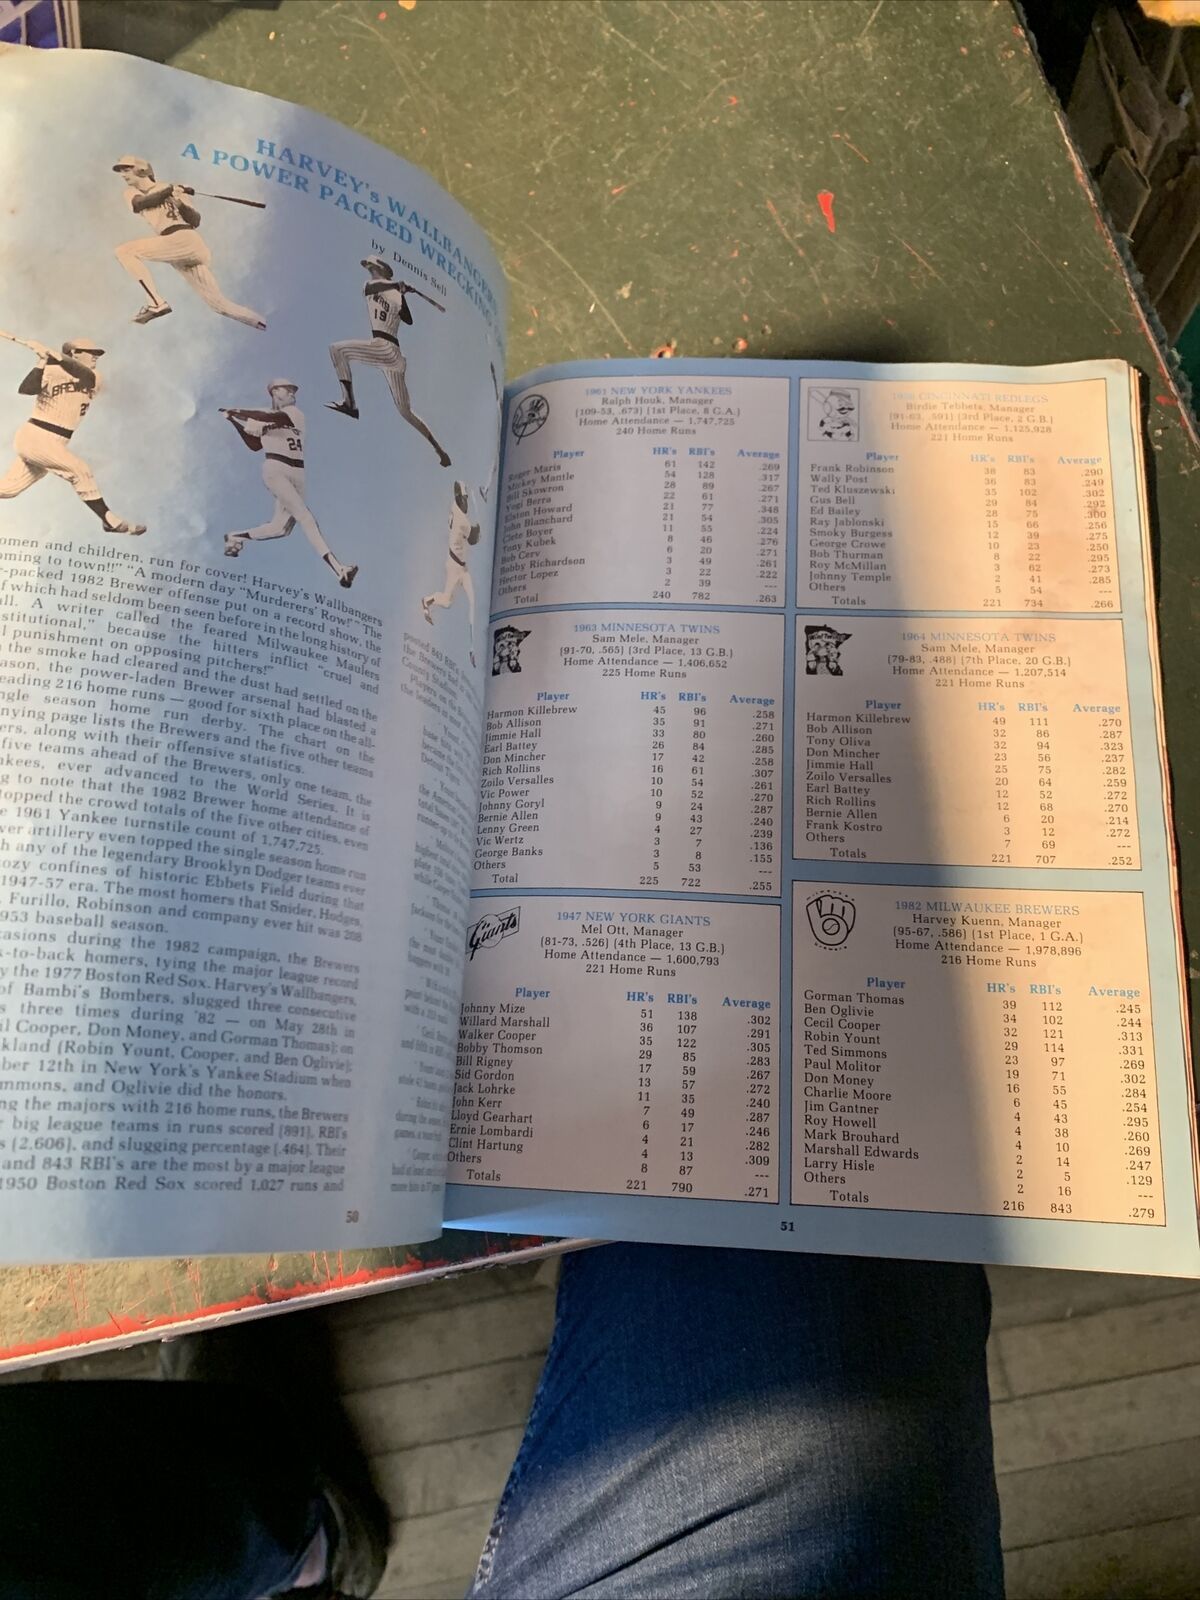 HARVEY's WALLBANGERS
A POWER PACKED WRECKING
by Dennis Sell
BREWERS
19
24
omen and children, run for cover! Harvey's Wallbangers
oming to town!!" "A modern day "Murderers' Row!" The
-packed 1982 Brewer offense put on a record show, the
f which had seldom been seen before in the long history of
all. A writer called the feared Milwaukee Maulers
stitutional," because the hitters inflict "cruel and
l punishment on opposing pitchers!"
the smoke had cleared and the dust had settled on the
ason, the power-laden Brewer arsenal had blasted a
eading 216 home runs — good for sixth place on the all-
ngle season home run derby. The chart on the
nying page lists the Brewers and the five other teams
ers, along with their offensive statistics.
five teams ahead of the Brewers, only one team, the
nkees, ever advanced to the World Series. It is
g to note that the 1982 Brewer home attendance of
topped the crowd totals of the five other cities, even
e 1961 Yankee turnstile count of 1,747,725.
wer artillery even topped the single season home run
h any of the legendary Brooklyn Dodger teams ever
cozy confines of historic Ebbets Field during that
1947-57 era. The most homers that Snider, Hodges,
, Furillo, Robinson and company ever hit was 208
953 baseball season.
casions during the 1982 campaign, the Brewers
k-to-back homers, tying the major league record
y the 1977 Boston Red Sox. Harvey's Wallbangers,
of Bambi's Bombers, slugged three consecutive
s three times during '82 — on May 28th in
il Cooper, Don Money, and Gorman Thomas); on
kland (Robin Yount, Cooper, and Ben Oglivie);
ber 12th in New York's Yankee Stadium when
mmons, and Oglivie did the honors.
ng the majors with 216 home runs, the Brewers
r big league teams in runs scored (891), RBI's
s (2,606), and slugging percentage (.464). Their
and 843 RBI's are the most by a major league
1950 Boston Red Sox scored 1,027 runs and
50
1961 NEW YORK YANKEES
Ralph Houk, Manager
(109-53, .673) (1st Place, 8 G.A.)
Home Attendance — 1,747,725
240 Home Runs
Player HR's RBI's Average
Roger Maris 61 142 .269
Mickey Mantle 54 128 .317
Bill Skowron 28 89 .267
Yogi Berra 22 61 .271
Elston Howard 21 77 .348
John Blanchard 21 54 .305
Clete Boyer 11 55 .224
Tony Kubek 8 46 .276
Bob Cerv 6 20 .271
Bobby Richardson 3 49 .261
Hector Lopez 3 22 .222
Others 2 39 ---
Total 240 782 .263
CINCINNATI REDLEGS
Birdie Tebbets, Manager
(91-63, .591) (3rd Place, 2 G.B.)
Home Attendance — 1,125,928
221 Home Runs
Player HR's RBI's Average
Frank Robinson 38 83 .290
Wally Post 36 83 .249
Ted Kluszewski 35 102 .302
Gus Bell 29 84 .292
Ed Bailey 28 75 .300
Ray Jablonski 15 66 .256
Smoky Burgess 12 39 .275
George Crowe 10 23 .250
Bob Thurman 8 22 .295
Roy McMillan 3 62 .273
Johnny Temple 2 41 .285
Others 5 54 ---
Totals 221 734 .266
1963 MINNESOTA TWINS
Sam Mele, Manager
(91-70, .565) (3rd Place, 13 G.B.)
Home Attendance — 1,406,652
225 Home Runs
Player HR's RBI's Average
Harmon Killebrew 45 96 .258
Bob Allison 35 91 .271
Jimmie Hall 33 80 .260
Earl Battey 26 84 .285
Don Mincher 17 42 .258
Rich Rollins 16 61 .307
Zoilo Versalles 10 54 .261
Vic Power 10 52 .270
Johnny Goryl 9 24 .287
Bernie Allen 9 43 .240
Lenny Green 4 27 .239
Vic Wertz 3 7 .136
George Banks 3 8 .155
Others 5 53 ---
Total 225 722 .255
1964 MINNESOTA TWINS
Sam Mele, Manager
(79-83, .488) (7th Place, 20 G.B.)
Home Attendance — 1,207,514
221 Home Runs
Player HR's RBI's Average
Harmon Killebrew 49 111 .270
Bob Allison 32 86 .287
Tony Oliva 32 94 .323
Don Mincher 23 56 .237
Jimmie Hall 25 75 .282
Zoilo Versalles 20 64 .259
Earl Battey 12 52 .272
Rich Rollins 12 68 .270
Bernie Allen 6 20 .214
Frank Kostro 3 12 .272
Others 7 69 ---
Totals 221 707 .252
Giants
1947 NEW YORK GIANTS
Mel Ott, Manager
(81-73, .526) (4th Place, 13 G.B.)
Home Attendance — 1,600,793
221 Home Runs
Player HR's RBI's Average
Johnny Mize 51 138 .302
Willard Marshall 36 107 .291
Walker Cooper 35 122 .305
Bobby Thomson 29 85 .283
Bill Rigney 17 59 .267
Sid Gordon 13 57 .272
Jack Lohrke 11 35 .240
John Kerr 7 49 .287
Lloyd Gearhart 6 17 .246
Ernie Lombardi 4 21 .282
Clint Hartung 4 13 .309
Others 8 87 ---
Totals 221 790 .271
1982 MILWAUKEE BREWERS
Harvey Kuenn, Manager
(95-67, .586) (1st Place, 1 G.A.)
Home Attendance — 1,978,896
216 Home Runs
Player HR's RBI's Average
Gorman Thomas 39 112 .245
Ben Oglivie 34 102 .244
Cecil Cooper 32 121 .313
Robin Yount 29 114 .331
Ted Simmons 23 97 .269
Paul Molitor 19 71 .302
Don Money 16 55 .284
Charlie Moore 6 45 .254
Jim Gantner 4 43 .295
Roy Howell 4 38 .260
Mark Brouhard 4 10 .269
Marshall Edwards 2 14 .247
Larry Hisle 2 5 .129
Others 2 16 ---
Totals 216 843 .279
51